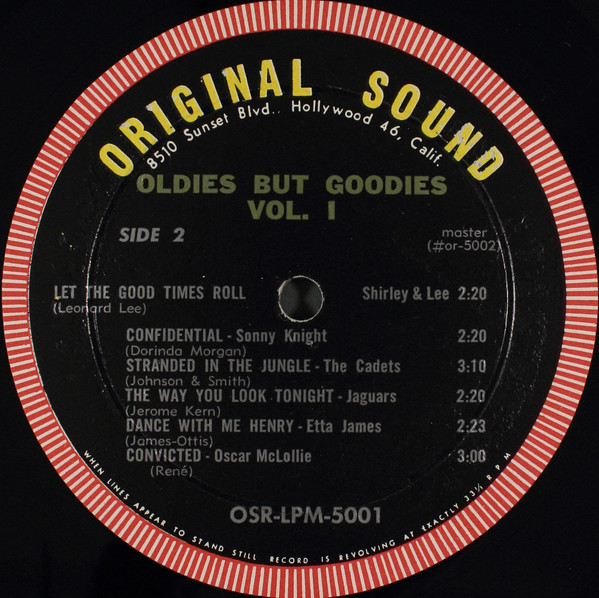 ORIGINAL SOUND
8510 Sunset Blvd.. Hollywood 46, Calif.
OLDIES BUT GOODIES
VOL. I
SIDE 2
master
(#or-5002)
LET THE GOOD TIMES ROLL Shirley & Lee 2:20
(Leonard Lee)
CONFIDENTIAL - Sonny Knight 2:20
(Dorinda Morgan)
STRANDED IN THE JUNGLE - The Cadets 3:10
(Johnson & Smith)
THE WAY YOU LOOK TONIGHT - Jaguars 2:20
(Jerome Kern)
DANCE WITH ME HENRY - Etta James 2:23
(James-Ottis)
CONVICTED - Oscar McLollie 3:00
(René)
OSR-LPM-5001
WHEN LINES APPEAR TO STAND STILL RECORD IS REVOLVING AT EXACTLY 33⅓ R P M